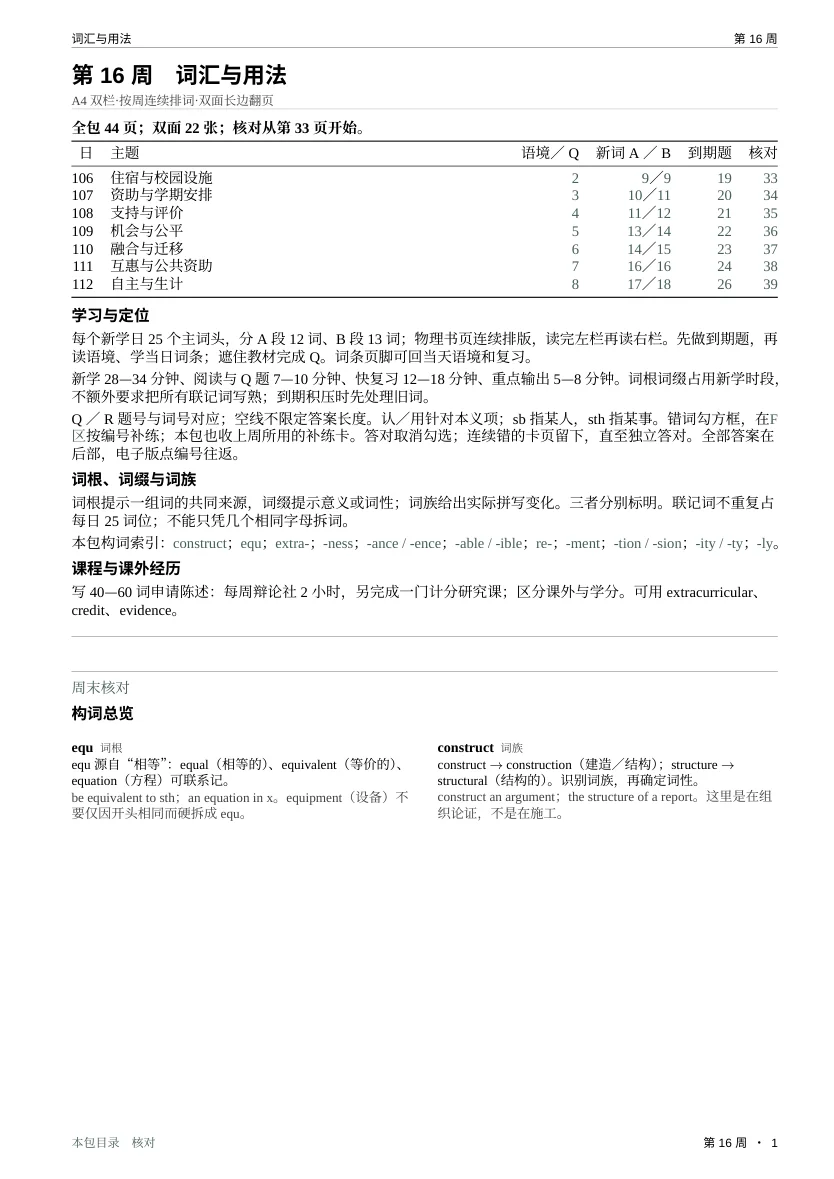 词汇与用法 第 16 周
第 16 周 词汇与用法
A4 双栏·按周连续排词·双面长边翻页
全包 44 页；双面 22 张；核对从第 33 页开始。
日 主题 语境／ Q 新词 A ／ B 到期题 核对
106 住宿与校园设施 2 9／9 19 33
107 资助与学期安排 3 10／11 20 34
108 支持与评价 4 11／12 21 35
109 机会与公平 5 13／14 22 36
110 融合与迁移 6 14／15 23 37
111 互惠与公共资助 7 16／16 24 38
112 自主与生计 8 17／18 26 39
学习与定位
每个新学日 25 个主词头，分 A 段 12 词、B 段 13 词；物理书页连续排版，读完左栏再读右栏。先做到期题，再
读语境、学当日词条；遮住教材完成 Q。词条页脚可回当天语境和复习。
新学 28—34 分钟、阅读与 Q 题 7—10 分钟、快复习 12—18 分钟、重点输出 5—8 分钟。词根词缀占用新学时段，
不额外要求把所有联记词写熟；到期积压时先处理旧词。
Q ／ R 题号与词号对应；空线不限定答案长度。认／用针对本义项；sb 指某人，sth 指某事。错词勾方框，在F
区按编号补练；本包也收上周所用的补练卡。答对取消勾选；连续错的卡页留下，直至独立答对。全部答案在
后部，电子版点编号往返。
词根、词缀与词族
词根提示一组词的共同来源，词缀提示意义或词性；词族给出实际拼写变化。三者分别标明。联记词不重复占
每日 25 词位；不能只凭几个相同字母拆词。
本包构词索引：construct；equ；extra-；-ness；-ance / -ence；-able / -ible；re-；-ment；-tion / -sion；-ity / -ty；-ly。
课程与课外经历
写 40—60 词申请陈述：每周辩论社 2 小时，另完成一门计分研究课；区分课外与学分。可用 extracurricular、
credit、evidence。
周末核对
构词总览
equ 词根
equ 源自“相等”：equal（相等的）、equivalent（等价的）、
equation（方程）可联系记。
be equivalent to sth；an equation in x。equipment（设备）不
要仅因开头相同而硬拆成 equ。
construct 词族
construct → construction（建造／结构）；structure →
structural（结构的）。识别词族，再确定词性。
construct an argument；the structure of a report。这里是在组
织论证，不是在施工。
本包目录 核对 第 16 周 • 1